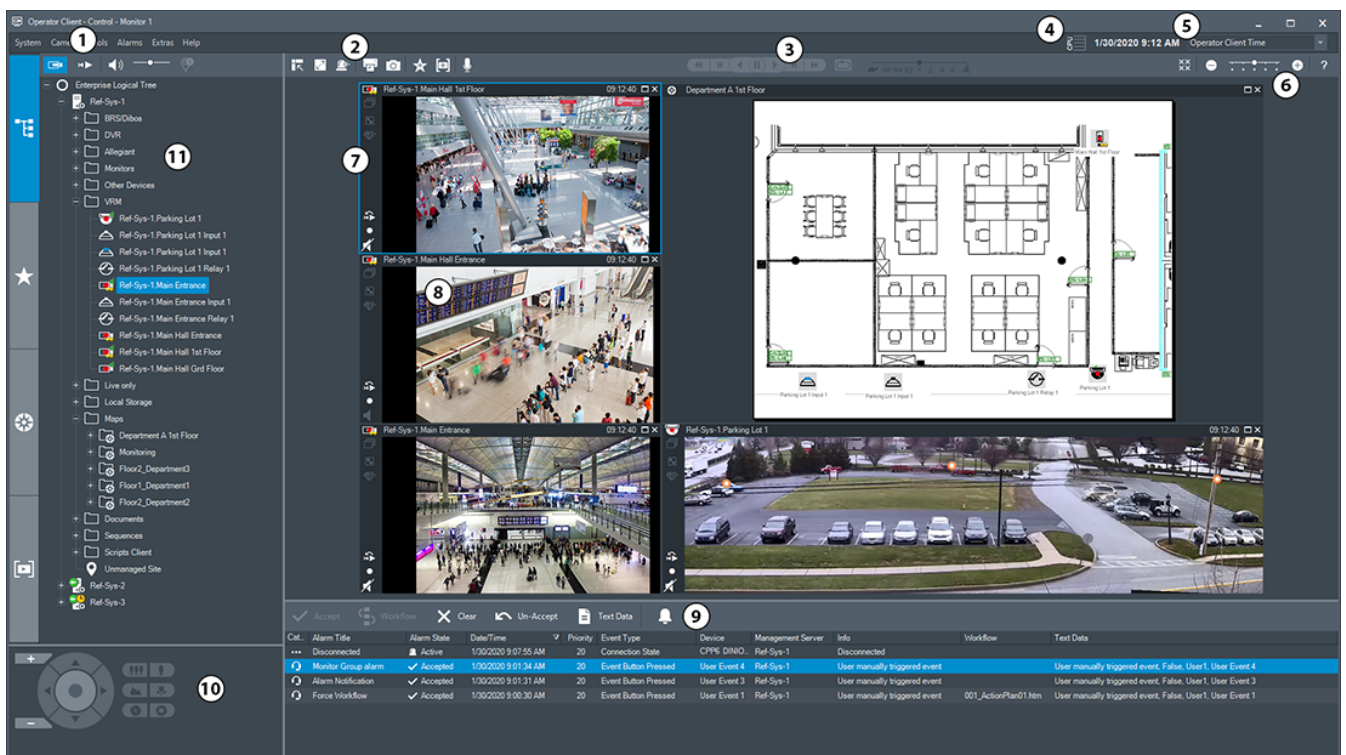 Operator Client - Control - Monitor 1
System Alarms Extras Help
1
2
3
4
5
1/30/2020 9:12 AM Operator Client Time
6
?
Enterprise Logical Tree
Ref-Sys-1
BRS/Dibos
DVR
Allegiant
Monitors
Other Devices
VRM
Ref-Sys-1.Parking Lot 1
Ref-Sys-1.Parking Lot 1 Input 1
Ref-Sys-1.Parking Lot 1 Input 1
Ref-Sys-1.Parking Lot 1 Relay 1
Ref-Sys-1.Main Entrance
Ref-Sys-1.Main Entrance Input 1
Ref-Sys-1.Main Entrance Relay 1
Ref-Sys-1.Main Hall Entrance
Ref-Sys-1.Main Hall 1st Floor
Ref-Sys-1.Main Hall Grd Floor
Live only
Local Storage
Maps
Department A 1st Floor
Monitoring
Floor2_Department3
Floor1_Department1
Floor2_Department2
Documents
Sequences
Scripts Client
Unmanaged Site
Ref-Sys-2
Ref-Sys-3
11
10
Ref-Sys-1.Main Hall 1st Floor 09:12:40
7
Ref-Sys-1.Main Hall Entrance 09:12:40
8
Ref-Sys-1.Main Entrance 09:12:40
Department A 1st Floor
Main Hall 1st Floor
Parking Lot 1 Input 1
Parking Lot 1 Input 1
Parking Lot 1 Relay 1
Parking Lot 1
Ref-Sys-1.Parking Lot 1 09:12:40
Accept Workflow Clear Un-Accept Text Data 9
Cat.. Alarm Title Alarm State Date/Time Priority Event Type Device Management Server Info Workflow Text Data
Disconnected Active 1/30/2020 9:07:55 AM 20 Connection State CPP6 DINIO... Ref-Sys-1 Disconnected
Monitor Group alarm Accepted 1/30/2020 9:01:34 AM 20 Event Button Pressed User Event 4 Ref-Sys-1 User manually triggered event User manually triggered event, False, User1, User Event 4
Alarm Notification Accepted 1/30/2020 9:01:31 AM 20 Event Button Pressed User Event 3 Ref-Sys-1 User manually triggered event User manually triggered event, False, User1, User Event 3
Force Workflow Accepted 1/30/2020 9:00:30 AM 20 Event Button Pressed User Event 1 Ref-Sys-1 User manually triggered event 001_ActionPlan01.htm User manually triggered event, False, User1, User Event 1